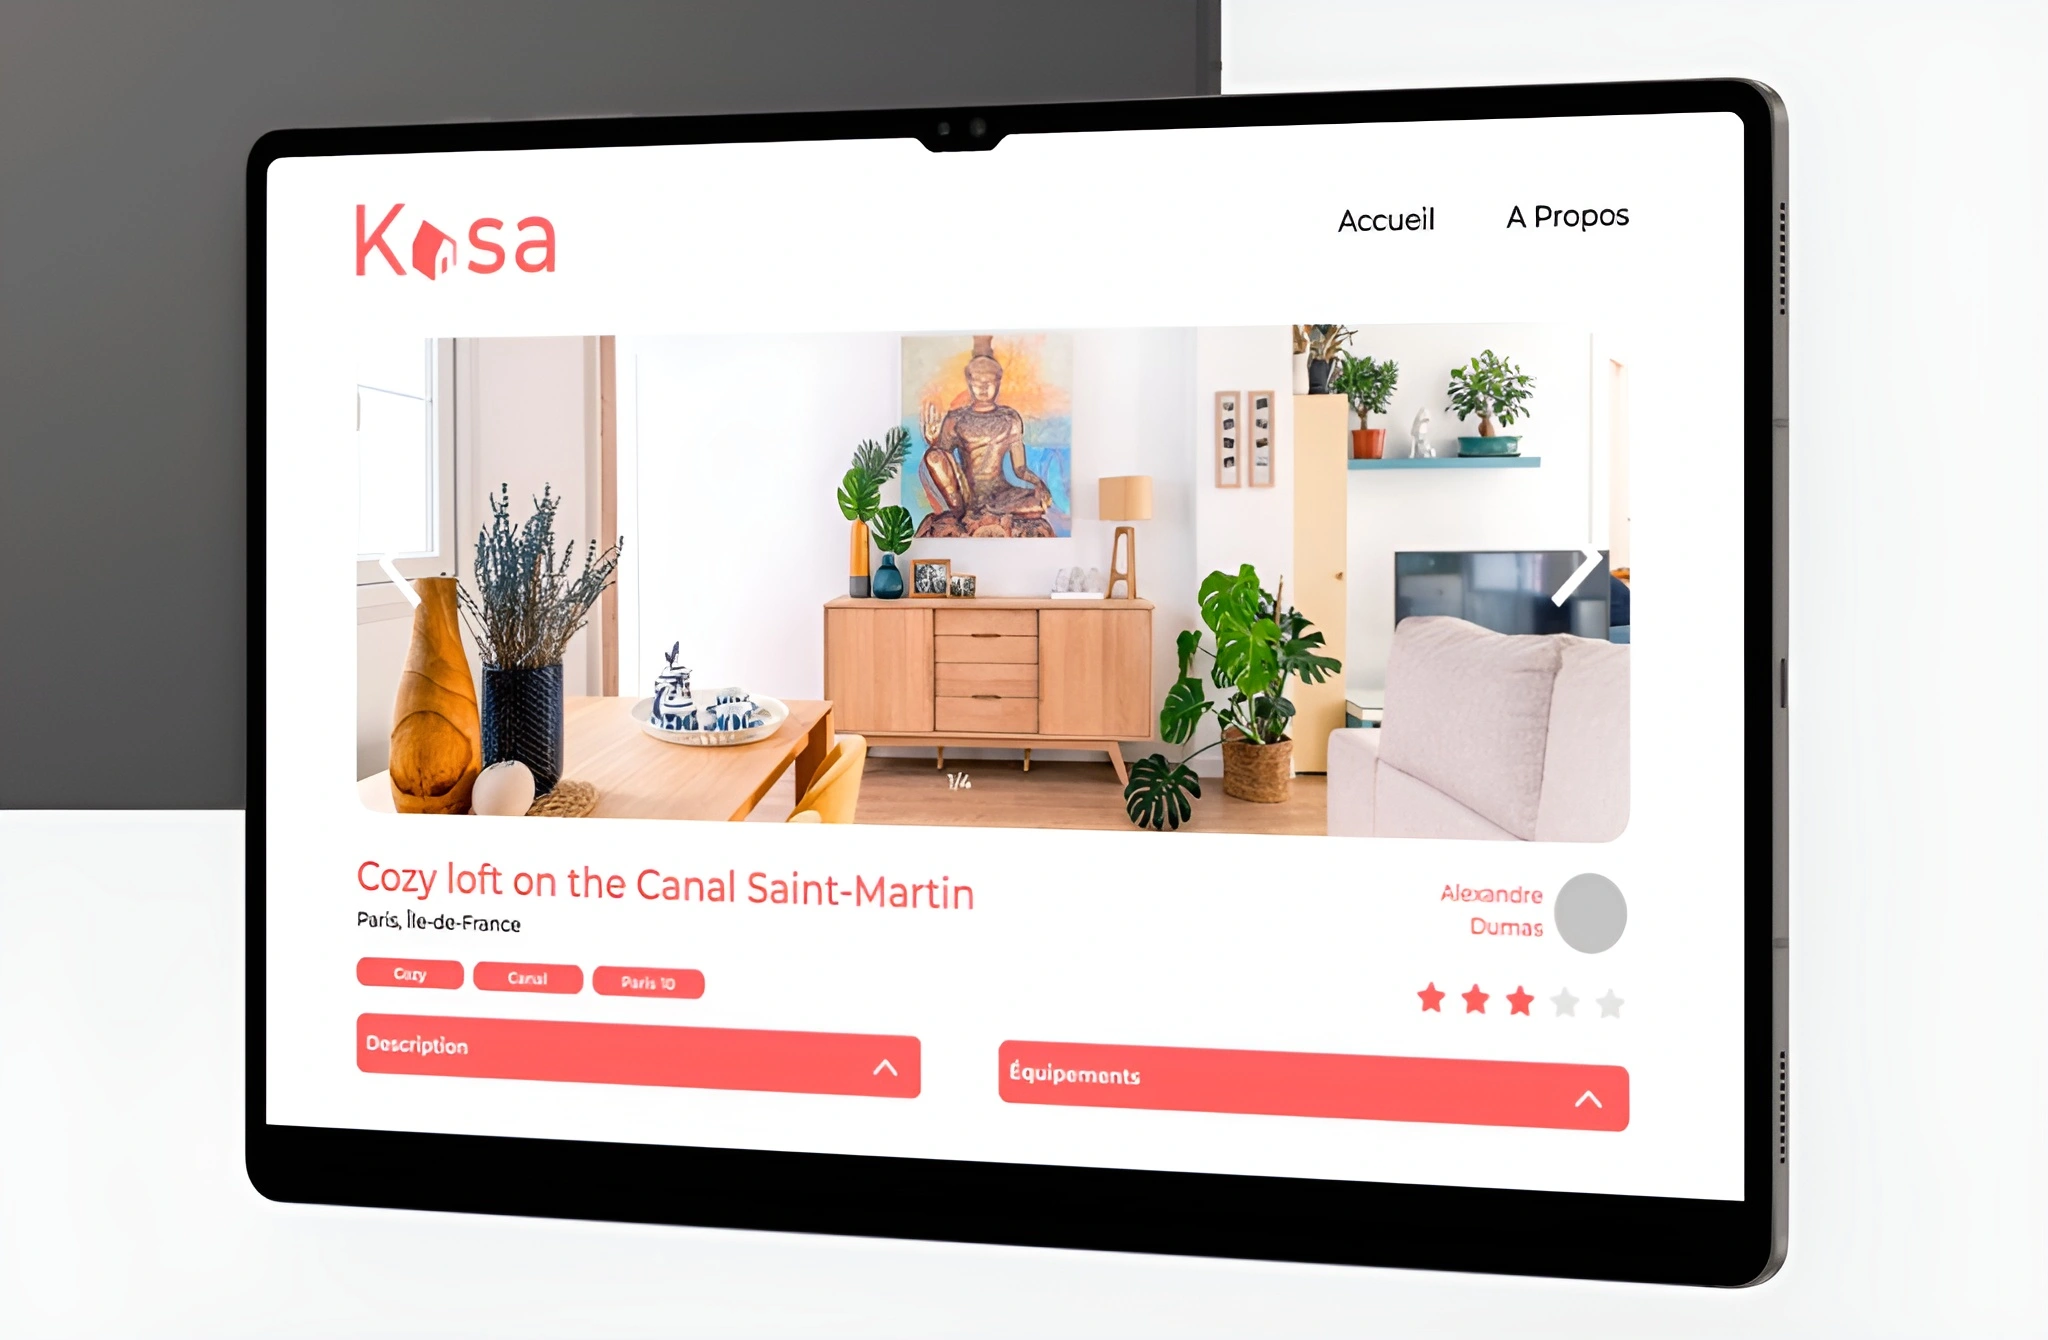 Kasa
Accueil
A Propos
1/4
Cozy loft on the Canal Saint-Martin
Paris, Île-de-France
Alexandre
Dumas
Cozy
Canal
Paris 10
Description
Équipements